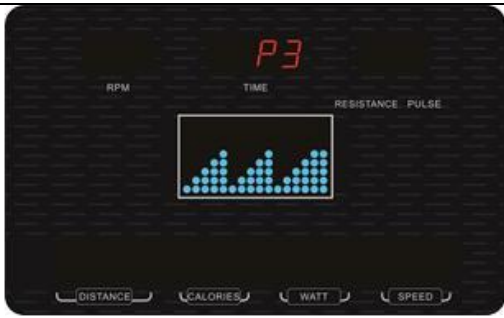 P3
RPM TIME
RESISTANCE PULSE
DISTANCE CALORIES WATT SPEED